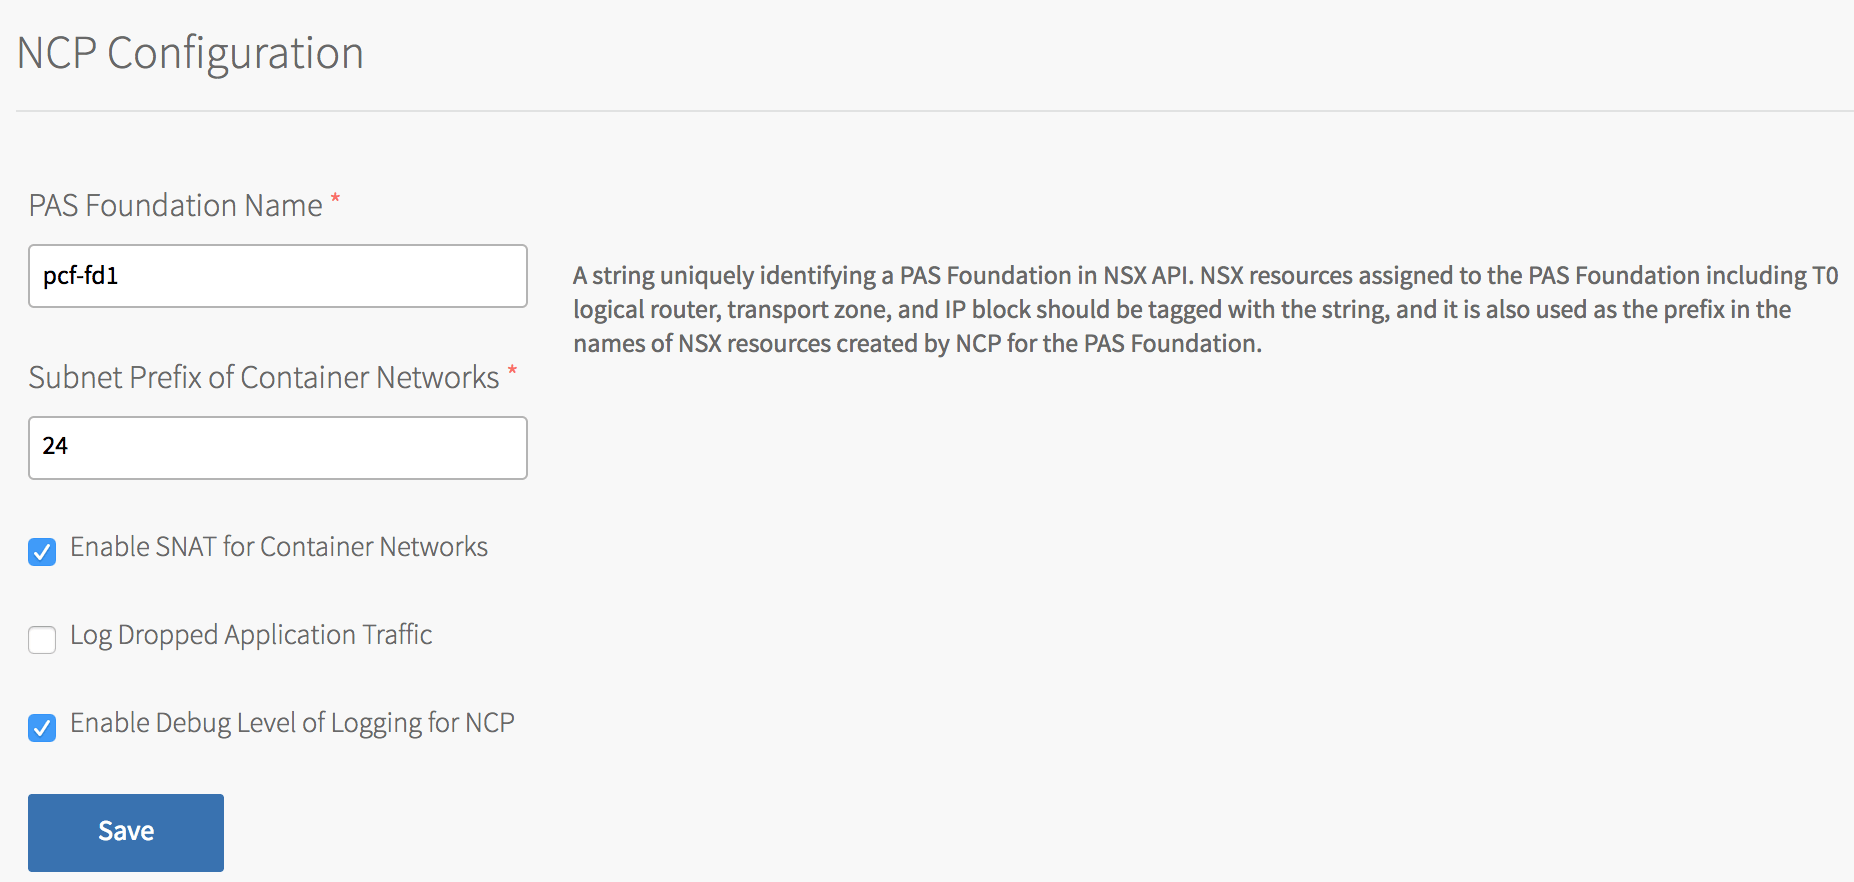 NCP Configuration
PAS Foundation Name *
pcf-fd1
A string uniquely identifying a PAS Foundation in NSX API. NSX resources assigned to the PAS Foundation including T0
logical router, transport zone, and IP block should be tagged with the string, and it is also used as the prefix in the
names of NSX resources created by NCP for the PAS Foundation.
Subnet Prefix of Container Networks *
24
Enable SNAT for Container Networks
Log Dropped Application Traffic
Enable Debug Level of Logging for NCP
Save